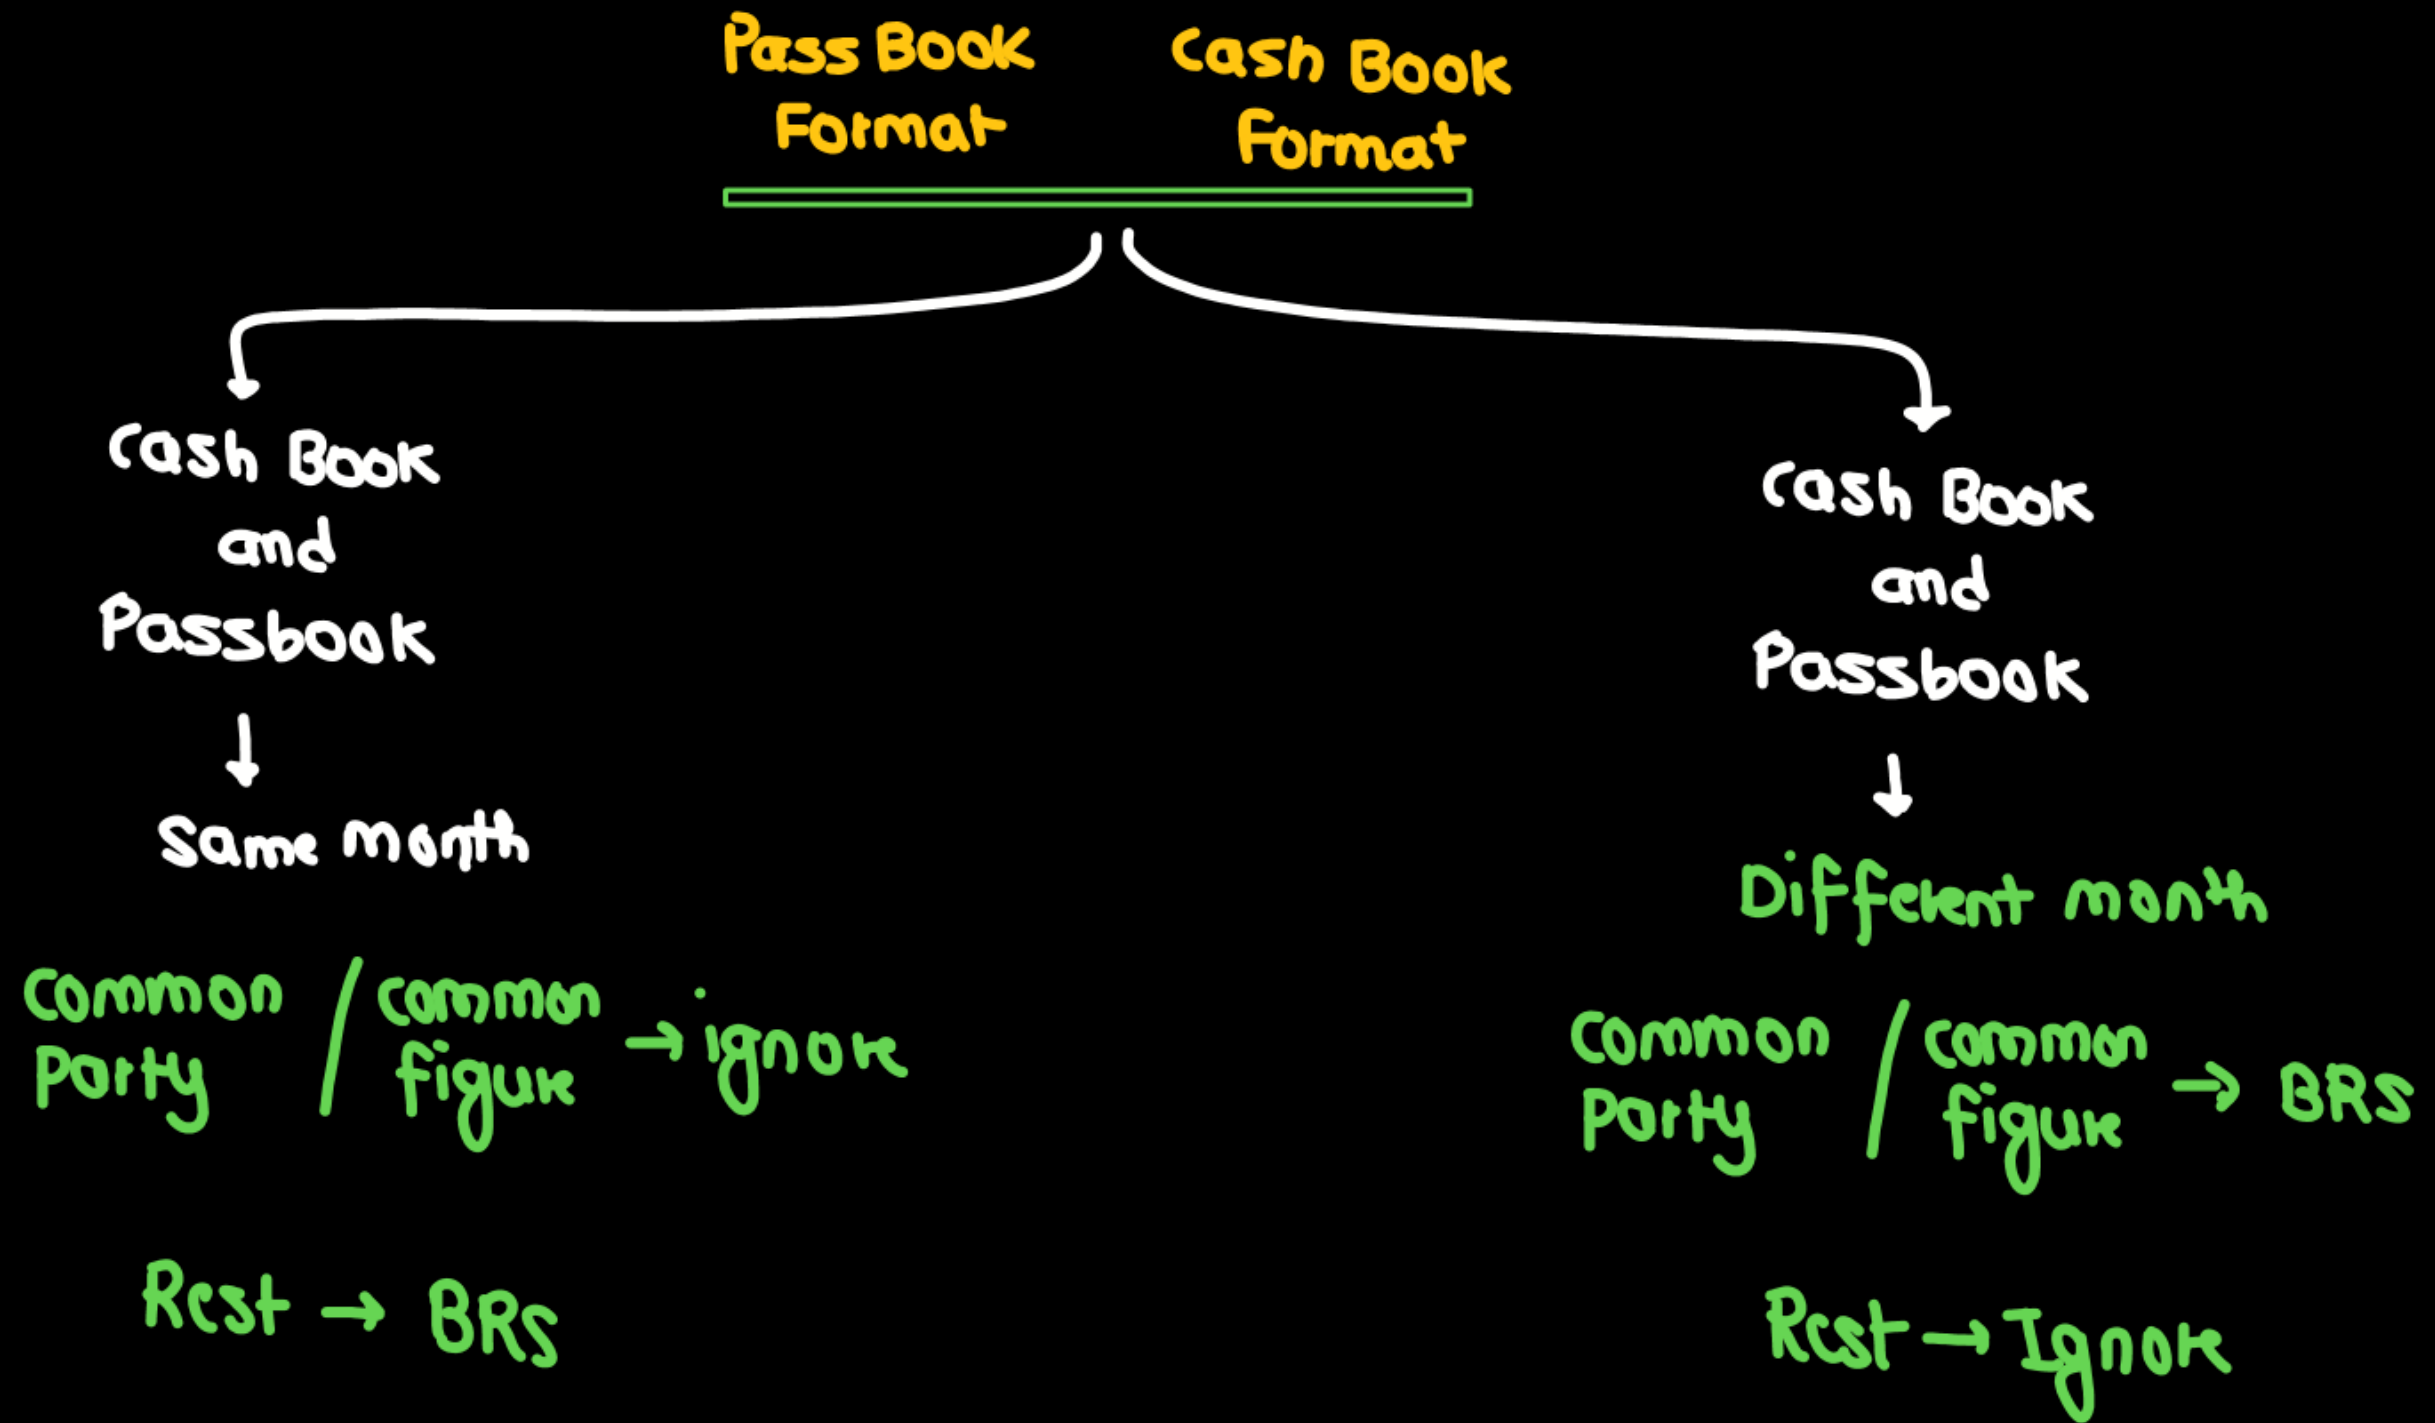 Pass Book
Format
Cash Book
Format
Cash Book
and
Passbook
Same month
Common
Party
/
common
figure
→ ignore
Rest → BRS
Cash Book
and
Passbook
Different month
Common
Party
/
common
figure
→ BRS
Rest → Ignore